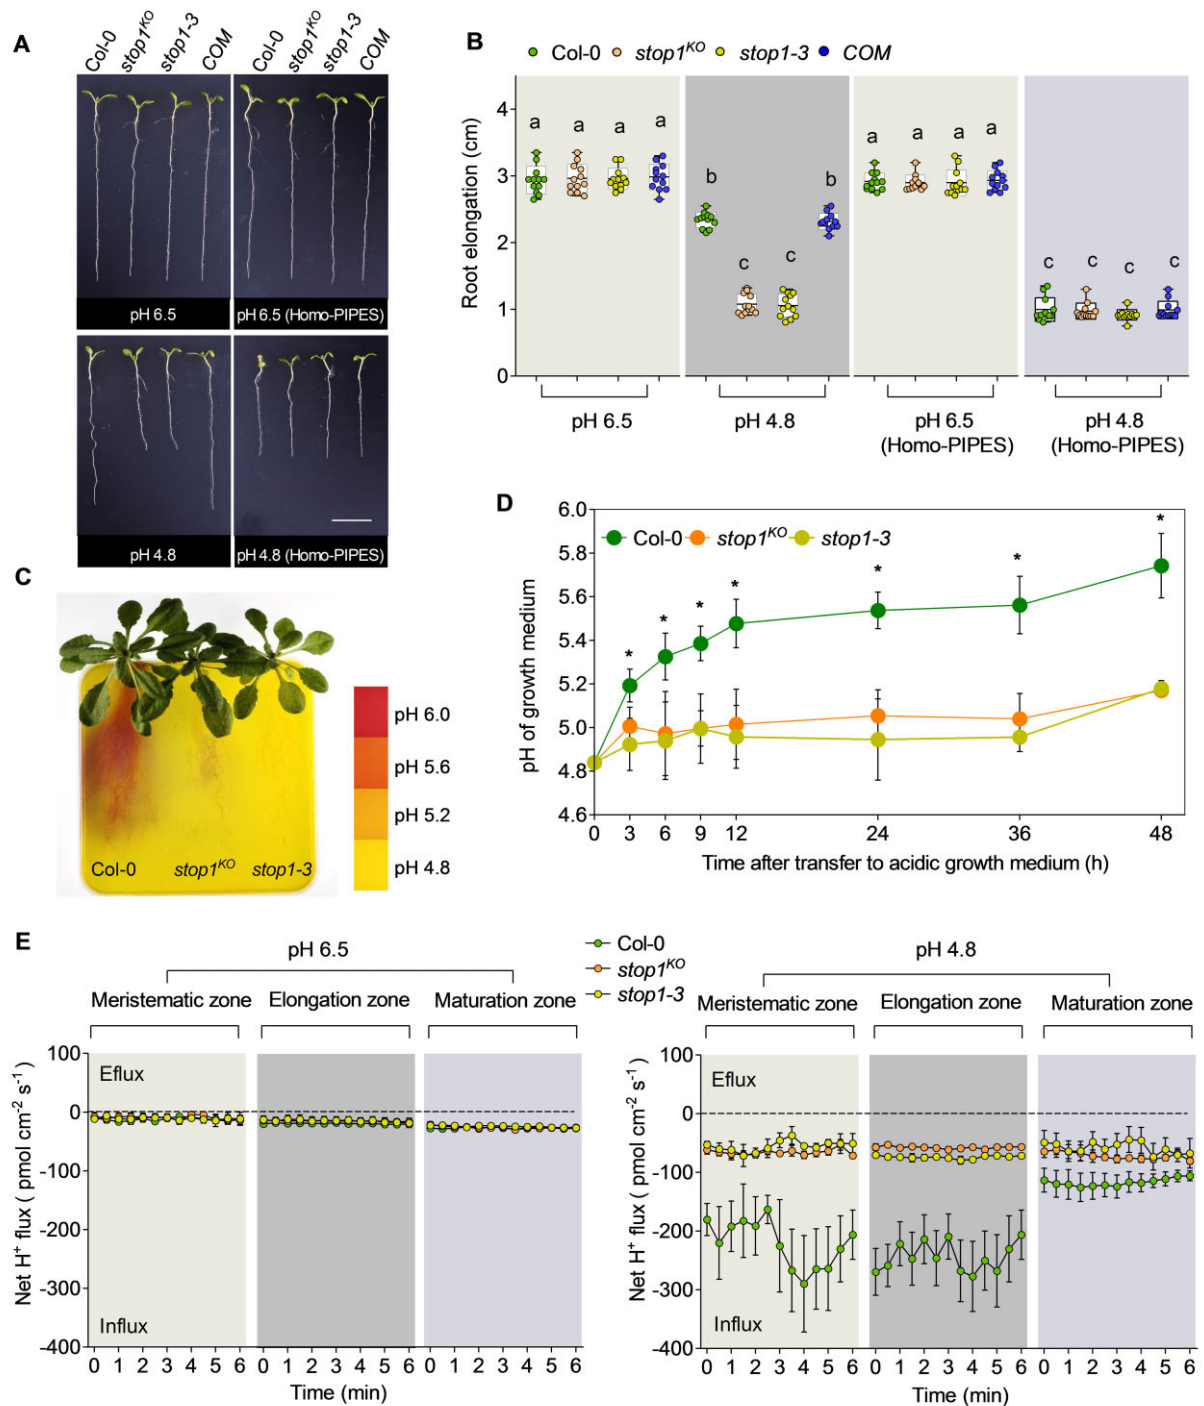 A
Col-0 stop1KO stop1-3 COM Col-0 stop1KO stop1-3 COM
pH 6.5
pH 6.5 (Homo-PIPES)
pH 4.8
pH 4.8 (Homo-PIPES)
B
Col-0 stop1KO stop1-3 COM
Root elongation (cm)
4
3
2
1
0
a a a a
b c c b
a a a a
c c c c
pH 6.5
pH 4.8
pH 6.5
(Homo-PIPES)
pH 4.8
(Homo-PIPES)
C
Col-0 stop1KO stop1-3
pH 6.0
pH 5.6
pH 5.2
pH 4.8
D
Col-0 stop1KO stop1-3
pH of growth medium
6.0
5.8
5.6
5.4
5.2
5.0
4.8
4.6
* * * * * * * *
0 3 6 9 12 24 36 48
Time after transfer to acidic growth medium (h)
E
pH 6.5
Meristematic zone Elongation zone Maturation zone
Col-0
stop1KO
stop1-3
Net H+ flux ( pmol cm-2 s-1)
100
0
-100
-200
-300
-400
Eflux
Influx
0 1 2 3 4 5 6 0 1 2 3 4 5 6 0 1 2 3 4 5 6
Time (min)
pH 4.8
Meristematic zone Elongation zone Maturation zone
Net H+ flux ( pmol cm-2 s-1)
100
0
-100
-200
-300
-400
Eflux
Influx
0 1 2 3 4 5 6 0 1 2 3 4 5 6 0 1 2 3 4 5 6
Time (min)